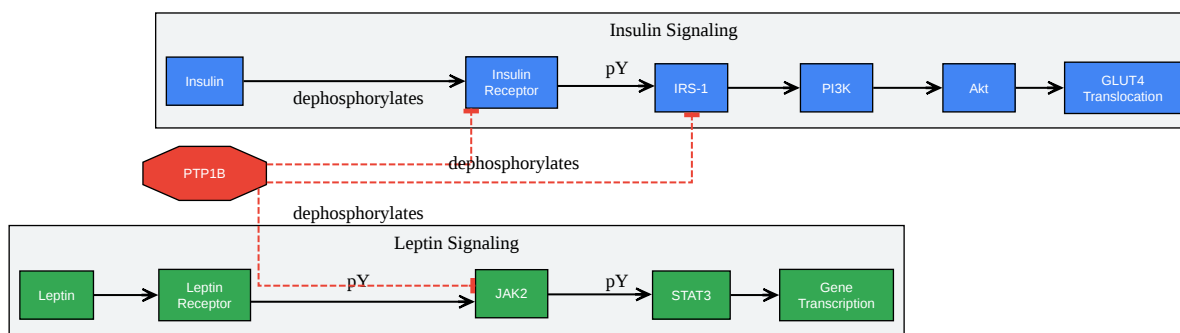 Insulin Signaling
Insulin
Insulin
Receptor
pY
IRS-1
PI3K
Akt
GLUT4
Translocation
dephosphorylates
dephosphorylates
PTP1B
dephosphorylates
Leptin Signaling
Leptin
Leptin
Receptor
pY
JAK2
pY
STAT3
Gene
Transcription